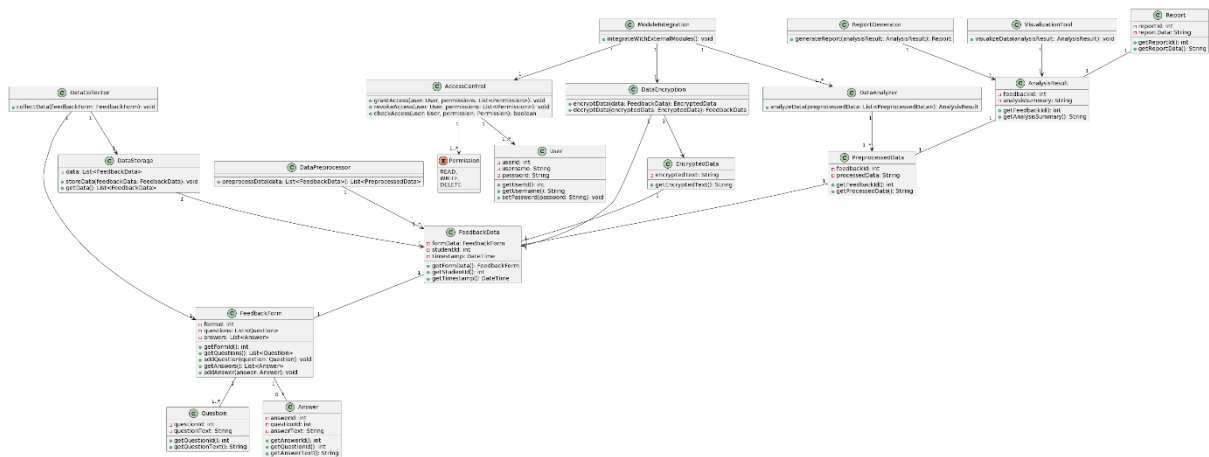 C ModuleIntegration
integrateWithExternalModules(): void
C ReportGenerator
generateReport(analysisResult: AnalysisResult): Report
C VisualizationTool
visualizeData(analysisResult: AnalysisResult): void
C Report
reportId: int
reportData: String
getReportId(): int
getReportData(): String
C DataCollector
collectData(feedbackForm: FeedbackForm): void
C AccessControl
grantAccess(user: User, permissions: List<Permission>): void
revokeAccess(user: User, permissions: List<Permission>): void
checkAccess(user: User, permission: Permission): boolean
C DataEncryption
encryptData(data: FeedbackData): EncryptedData
decryptData(encryptedData: EncryptedData): FeedbackData
C DataAnalyzer
analyzeData(preprocessedData: List<PreprocessedData>): AnalysisResult
C AnalysisResult
feedbackId: int
analysisSummary: String
getFeedbackId(): int
getAnalysisSummary(): String
C DataStorage
data: List<FeedbackData>
storeData(feedbackData: FeedbackData): void
getData(): List<FeedbackData>
C DataPreprocessor
preprocessData(data: List<FeedbackData>): List<PreprocessedData>
E Permission
READ,
WRITE,
DELETE
C User
userId: int
username: String
password: String
getUserId(): int
getUsername(): String
setPassword(password: String): void
C EncryptedData
encryptedText: String
getEncryptedText(): String
C PreprocessedData
feedbackId: int
processedData: String
getFeedbackId(): int
getProcessedData(): String
C FeedbackData
formData: FeedbackForm
studentId: int
timestamp: DateTime
getFormData(): FeedbackForm
getStudentId(): int
getTimestamp(): DateTime
C FeedbackForm
formId: int
questions: List<Question>
answers: List<Answer>
getFormId(): int
getQuestions(): List<Question>
addQuestion(question: Question): void
getAnswers(): List<Answer>
addAnswer(answer: Answer): void
C Question
questionId: int
questionText: String
getQuestionId(): int
getQuestionText(): String
C Answer
answerId: int
questionId: int
answerText: String
getAnswerId(): int
getQuestionId(): int
getAnswerText(): String